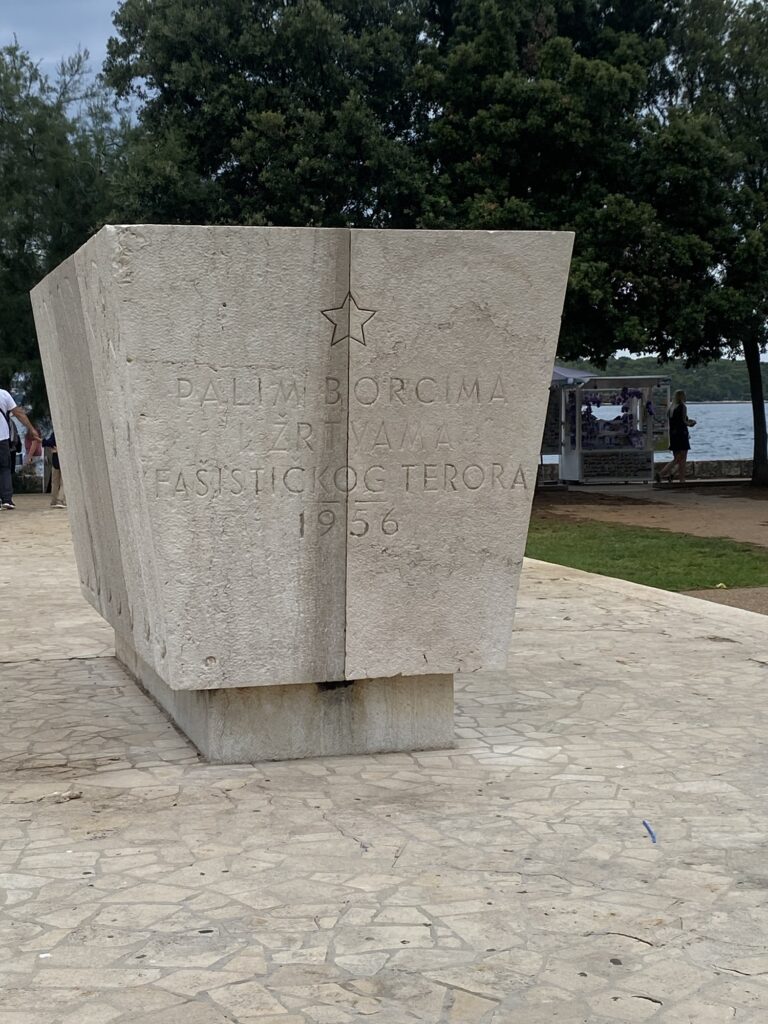 PALIM BORCIMA
I ŽRTVAMA
FAŠISTIČKOG TERORA
1956